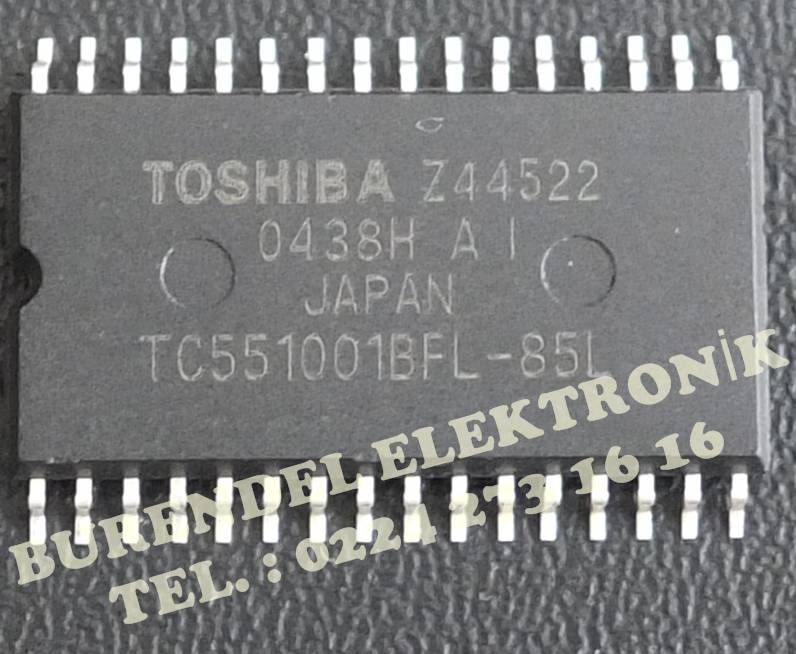 TOSHIBA Z44522
0438H A I
JAPAN
TC551001BFL-85L
BURENDEL ELEKTRONİK
TEL. : 0224 273 16 16